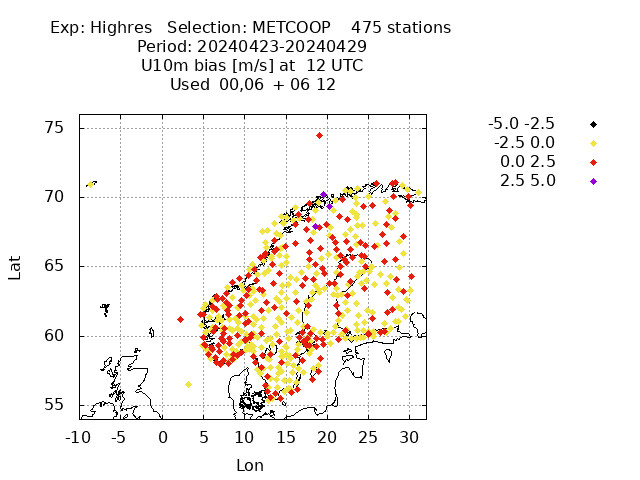 Exp: Highres   Selection: METCOOP    475 stations
Period: 20240423-20240429
U10m bias [m/s] at  12 UTC
Used  00,06  + 06 12
-5.0 -2.5
-2.5 0.0
0.0 2.5
2.5 5.0
75
70
65
60
55
Lat
-10 -5 0 5 10 15 20 25 30
Lon